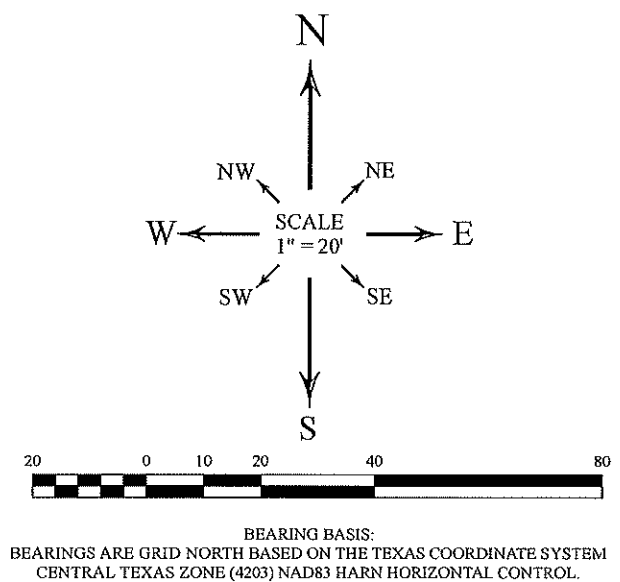 N
NW NE
SCALE
W E
1" = 20'
SW SE
S
20 0 10 20 40 80
BEARING BASIS:
BEARINGS ARE GRID NORTH BASED ON THE TEXAS COORDINATE SYSTEM
CENTRAL TEXAS ZONE (4203) NAD83 HARN HORIZONTAL CONTROL.